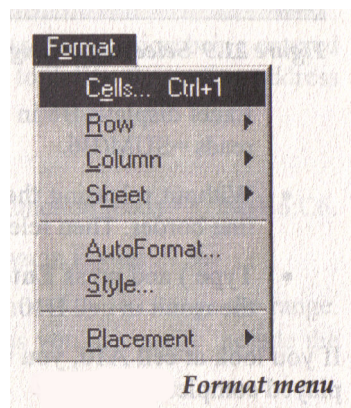 Format
Cells... Ctrl+1
Row
Column
Sheet
AutoFormat...
Style...
Placement
Format menu